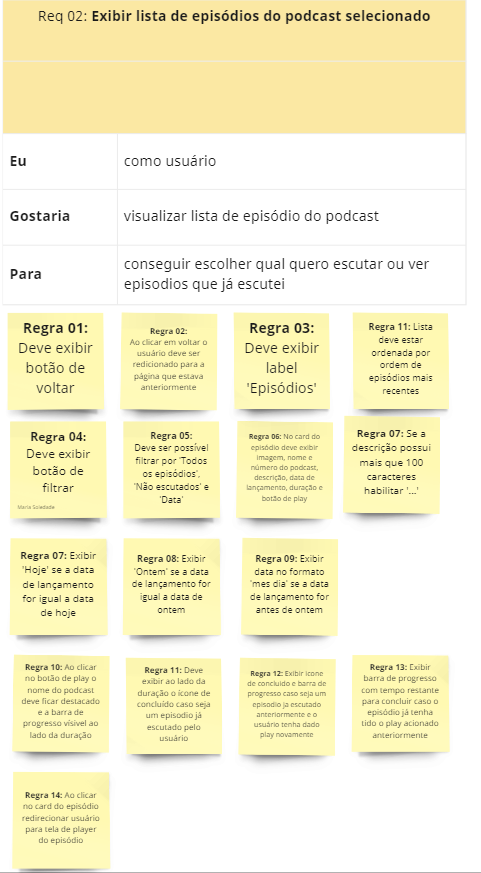 Req 02: Exibir lista de episódios do podcast selecionado
Eu
como usuário
Gostaria
visualizar lista de episódio do podcast
Para
conseguir escolher qual quero escutar ou ver
episodios que já escutei
Regra 01:
Deve exibir
botão de
voltar
Regra 02:
Ao clicar em voltar o
usuário deve ser
redicionado para a
página que estava
anteriormente
Regra 03:
Deve exibir
label
'Episódios'
Regra 11: Lista
deve estar
ordenada por
ordem de
episódios mais
recentes
Regra 04:
Deve exibir
botão de
filtrar
Maria Soledade
Regra 05:
Deve ser possível
filtrar por 'Todos
os episódios',
'Não escutados' e
'Data'
Regra 06: No card do
episódio deve exibir
imagem, nome e
número do podcast,
descrição, data de
lançamento, duração e
botão de play
Regra 07: Se a
descrição possui
mais que 100
caracteres
habilitar '...'
Regra 07: Exibir
'Hoje' se a data
de lançamento
for igual a data
de hoje
Regra 08: Exibir
'Ontem' se a data
de lançamento for
igual a data de
ontem
Regra 09: Exibir
data no formato
'mes dia' se a data
de lançamento for
antes de ontem
Regra 10: Ao clicar
no botão de play o
nome do podcast
deve ficar destacado
e a barra de
progresso vísivel ao
lado da duração
Regra 11: Deve
exibir ao lado da
duração o ícone de
concluído caso seja
um episodio já
escutado pelo
usuário
Regra 12: Exibir icone
de concluido e barra de
progresso caso seja um
episodio ja escutado
anteriormente e o
usuário tenha dado
play novamente
Regra 13: Exibir
barra de progresso
com tempo restante
para concluir caso o
episódio já tenha
tido o play acionado
anteriormente
Regra 14: Ao clicar
no card do episódio
redirecionar usuário
para tela de player
do episódio